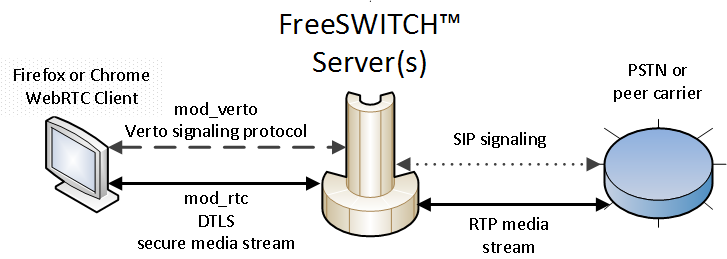 FreeSWITCH™
Server(s)
Firefox or Chrome
WebRTC Client
mod_verto
Verto signaling protocol
mod_rtc
DTLS
secure media stream
SIP signaling
RTP media
stream
PSTN or
peer carrier